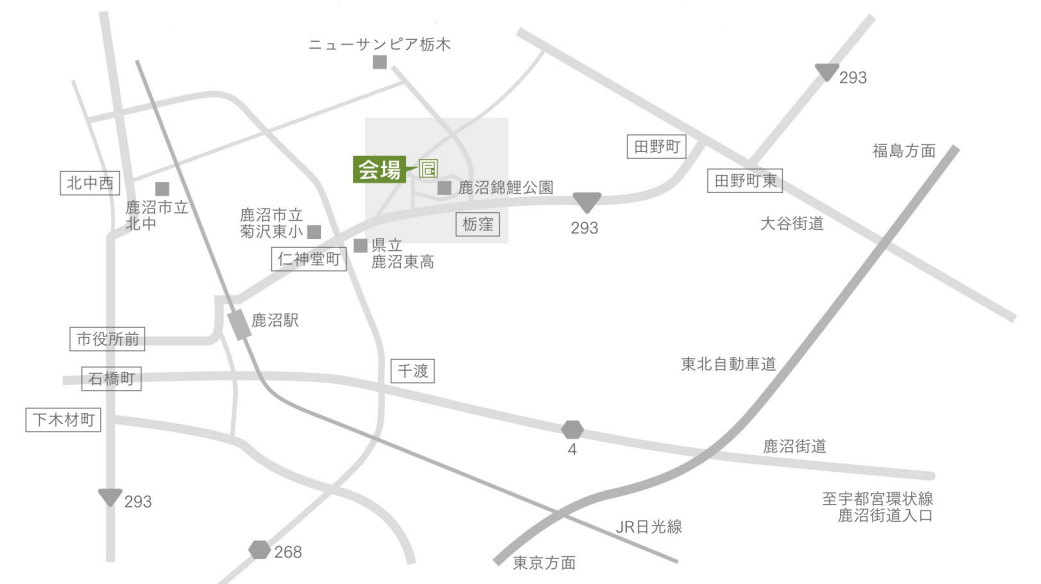 ニューサンピア栃木
293
田野町
福島方面
会場
北中西
田野町東
鹿沼錦鯉公園
鹿沼市立
北中
鹿沼市立
菊沢東小
栃窪
293
大谷街道
県立
鹿沼東高
仁神堂町
鹿沼駅
市役所前
東北自動車道
千渡
石橋町
下木材町
4
鹿沼街道
293
至宇都宮環状線
鹿沼街道入口
JR日光線
268
東京方面